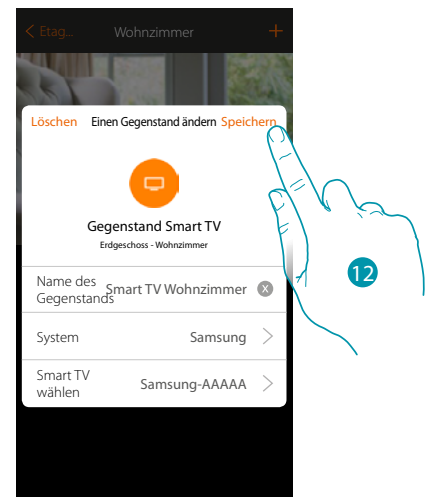 < Etag... Wohnzimmer +
Löschen Einen Gegenstand ändern Speichern
Gegenstand Smart TV
Erdgeschoss - Wohnzimmer
Name des
Gegenstands Smart TV Wohnzimmer X
System Samsung >
Smart TV
wählen Samsung-AAAAA >
12